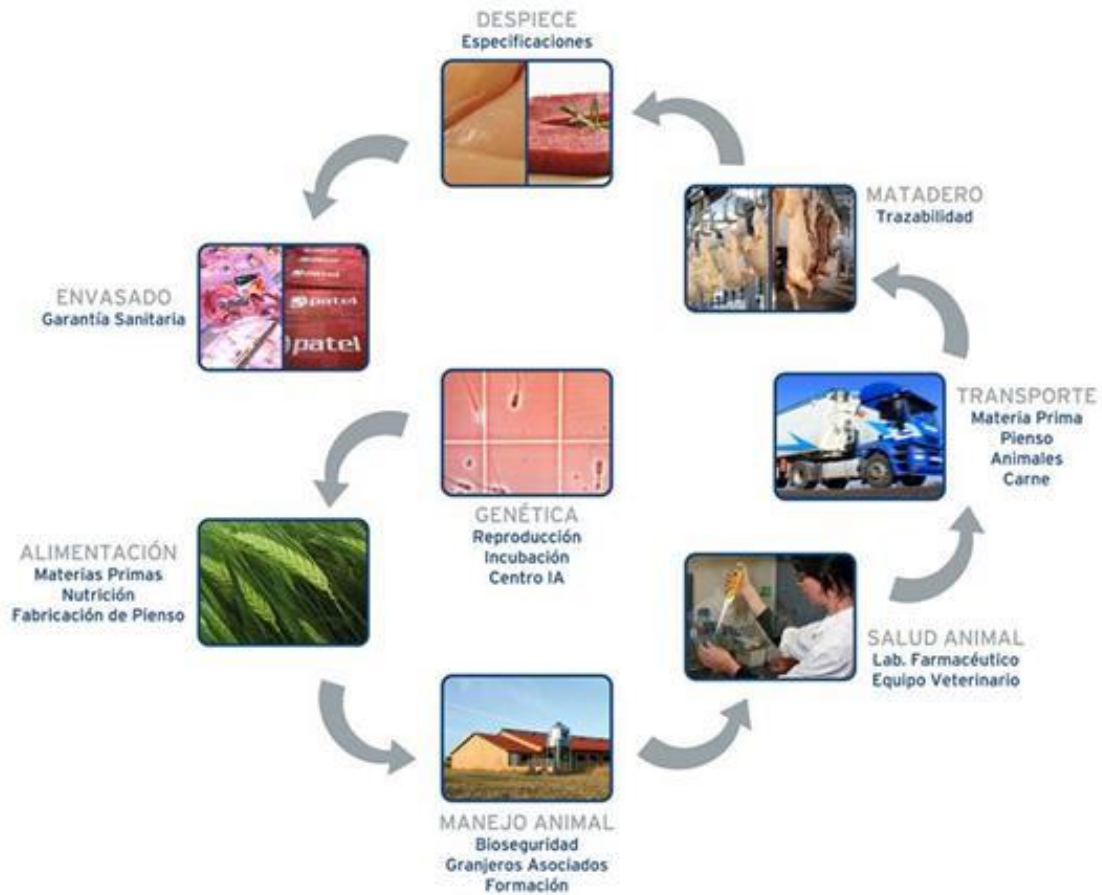 DESPIECE
Especificaciones
MATADERO
Trazabilidad
ENVASADO
Garantía Sanitaria
patel
patel
TRANSPORTE
Materia Prima
Pienso
Animales
Carne
GENÉTICA
Reproducción
Incubación
Centro IA
ALIMENTACIÓN
Materias Primas
Nutrición
Fabricación de Pienso
SALUD ANIMAL
Lab. Farmacéutico
Equipo Veterinario
MANEJO ANIMAL
Bioseguridad
Granjeros Asociados
Formación